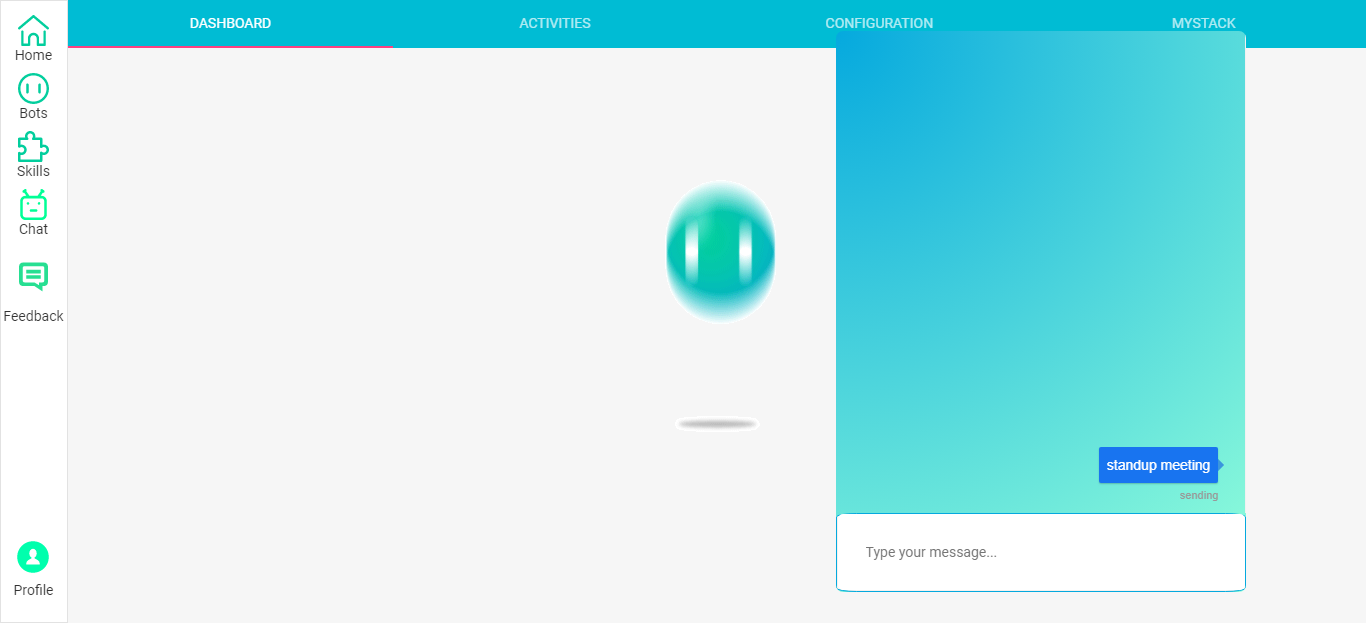 DASHBOARD
ACTIVITIES
CONFIGURATION
MYSTACK
Home
Bots
Skills
Chat
Feedback
standup meeting
sending
Type your message...
Profile